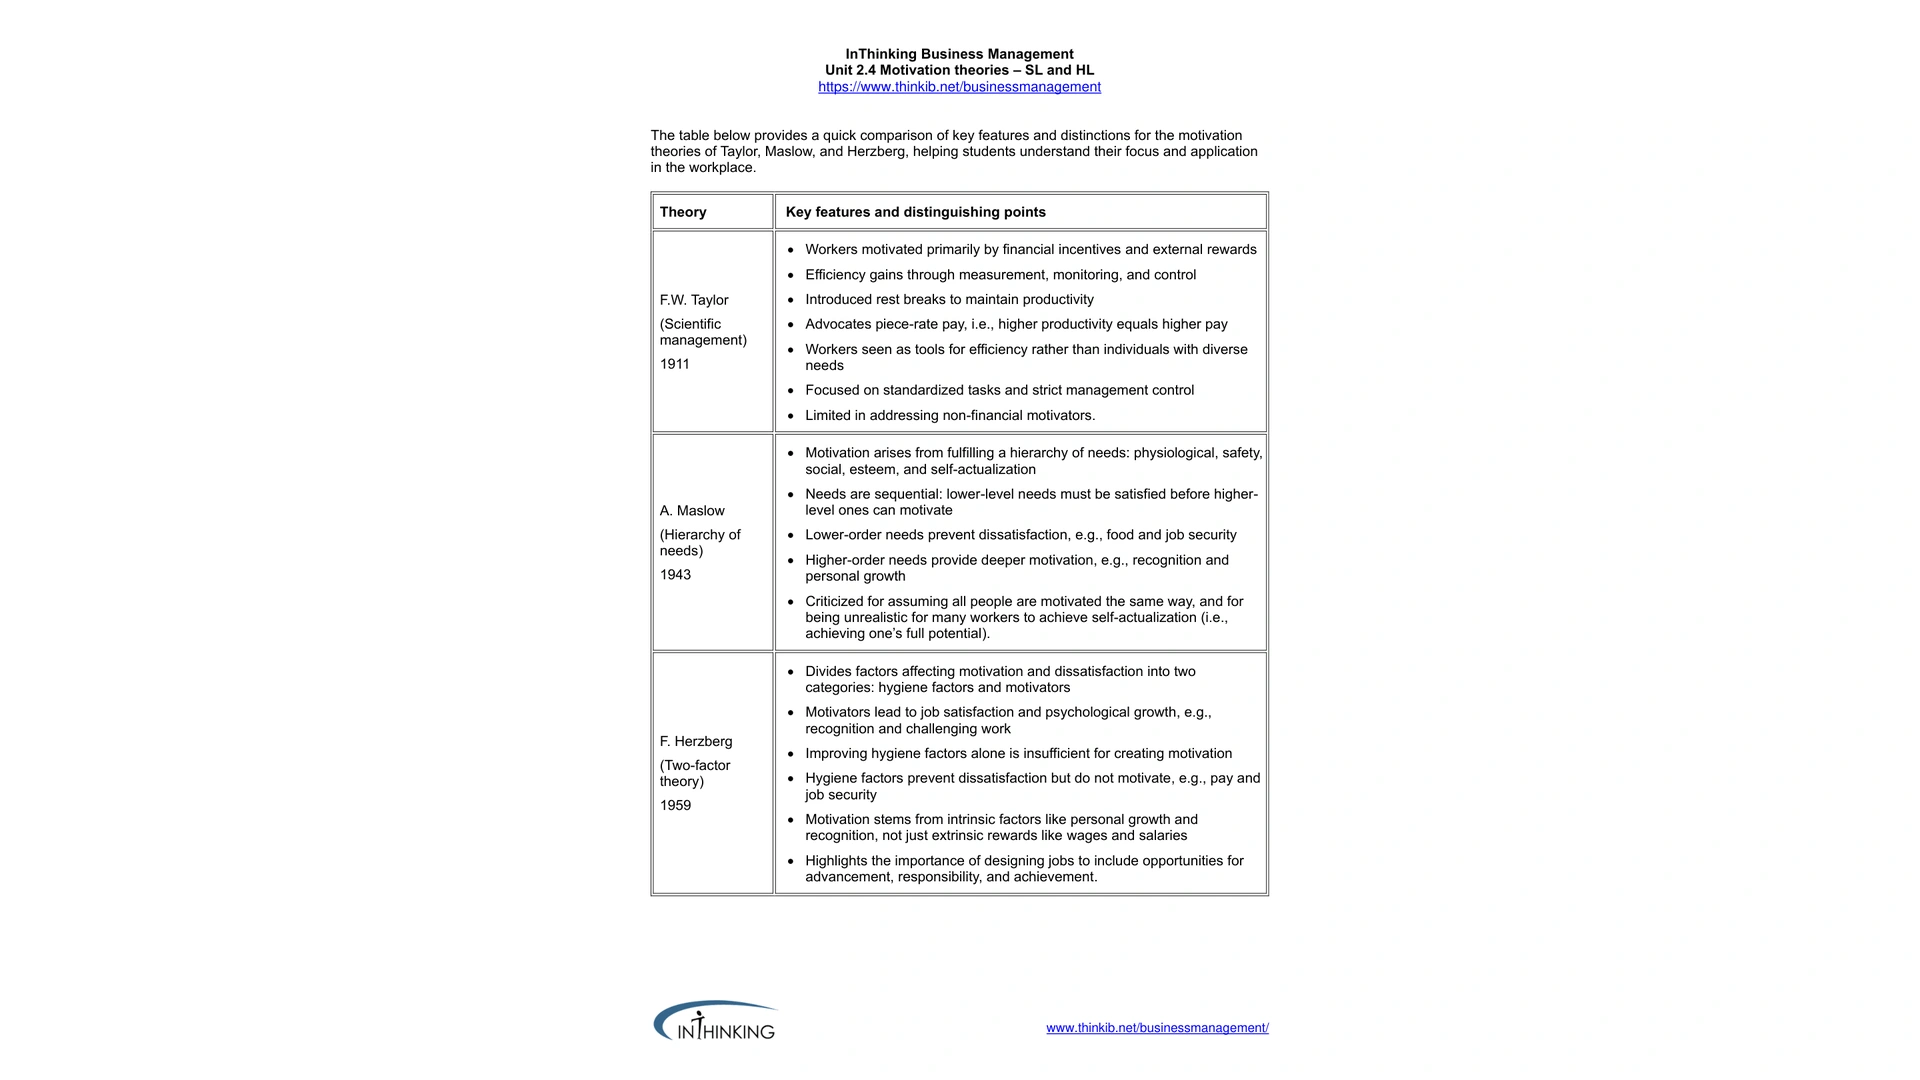 InThinking Business Management
Unit 2.4 Motivation theories – SL and HL
https://www.thinkib.net/businessmanagement
The table below provides a quick comparison of key features and distinctions for the motivation
theories of Taylor, Maslow, and Herzberg, helping students understand their focus and application
in the workplace.
Theory
Key features and distinguishing points
F.W. Taylor
(Scientific
management)
1911
• Workers motivated primarily by financial incentives and external rewards
• Efficiency gains through measurement, monitoring, and control
• Introduced rest breaks to maintain productivity
• Advocates piece-rate pay, i.e., higher productivity equals higher pay
• Workers seen as tools for efficiency rather than individuals with diverse
needs
• Focused on standardized tasks and strict management control
• Limited in addressing non-financial motivators.
A. Maslow
(Hierarchy of
needs)
1943
• Motivation arises from fulfilling a hierarchy of needs: physiological, safety,
social, esteem, and self-actualization
• Needs are sequential: lower-level needs must be satisfied before higher-
level ones can motivate
• Lower-order needs prevent dissatisfaction, e.g., food and job security
• Higher-order needs provide deeper motivation, e.g., recognition and
personal growth
• Criticized for assuming all people are motivated the same way, and for
being unrealistic for many workers to achieve self-actualization (i.e.,
achieving one’s full potential).
F. Herzberg
(Two-factor
theory)
1959
• Divides factors affecting motivation and dissatisfaction into two
categories: hygiene factors and motivators
• Motivators lead to job satisfaction and psychological growth, e.g.,
recognition and challenging work
• Improving hygiene factors alone is insufficient for creating motivation
• Hygiene factors prevent dissatisfaction but do not motivate, e.g., pay and
job security
• Motivation stems from intrinsic factors like personal growth and
recognition, not just extrinsic rewards like wages and salaries
• Highlights the importance of designing jobs to include opportunities for
advancement, responsibility, and achievement.
INTHINKING
www.thinkib.net/businessmanagement/